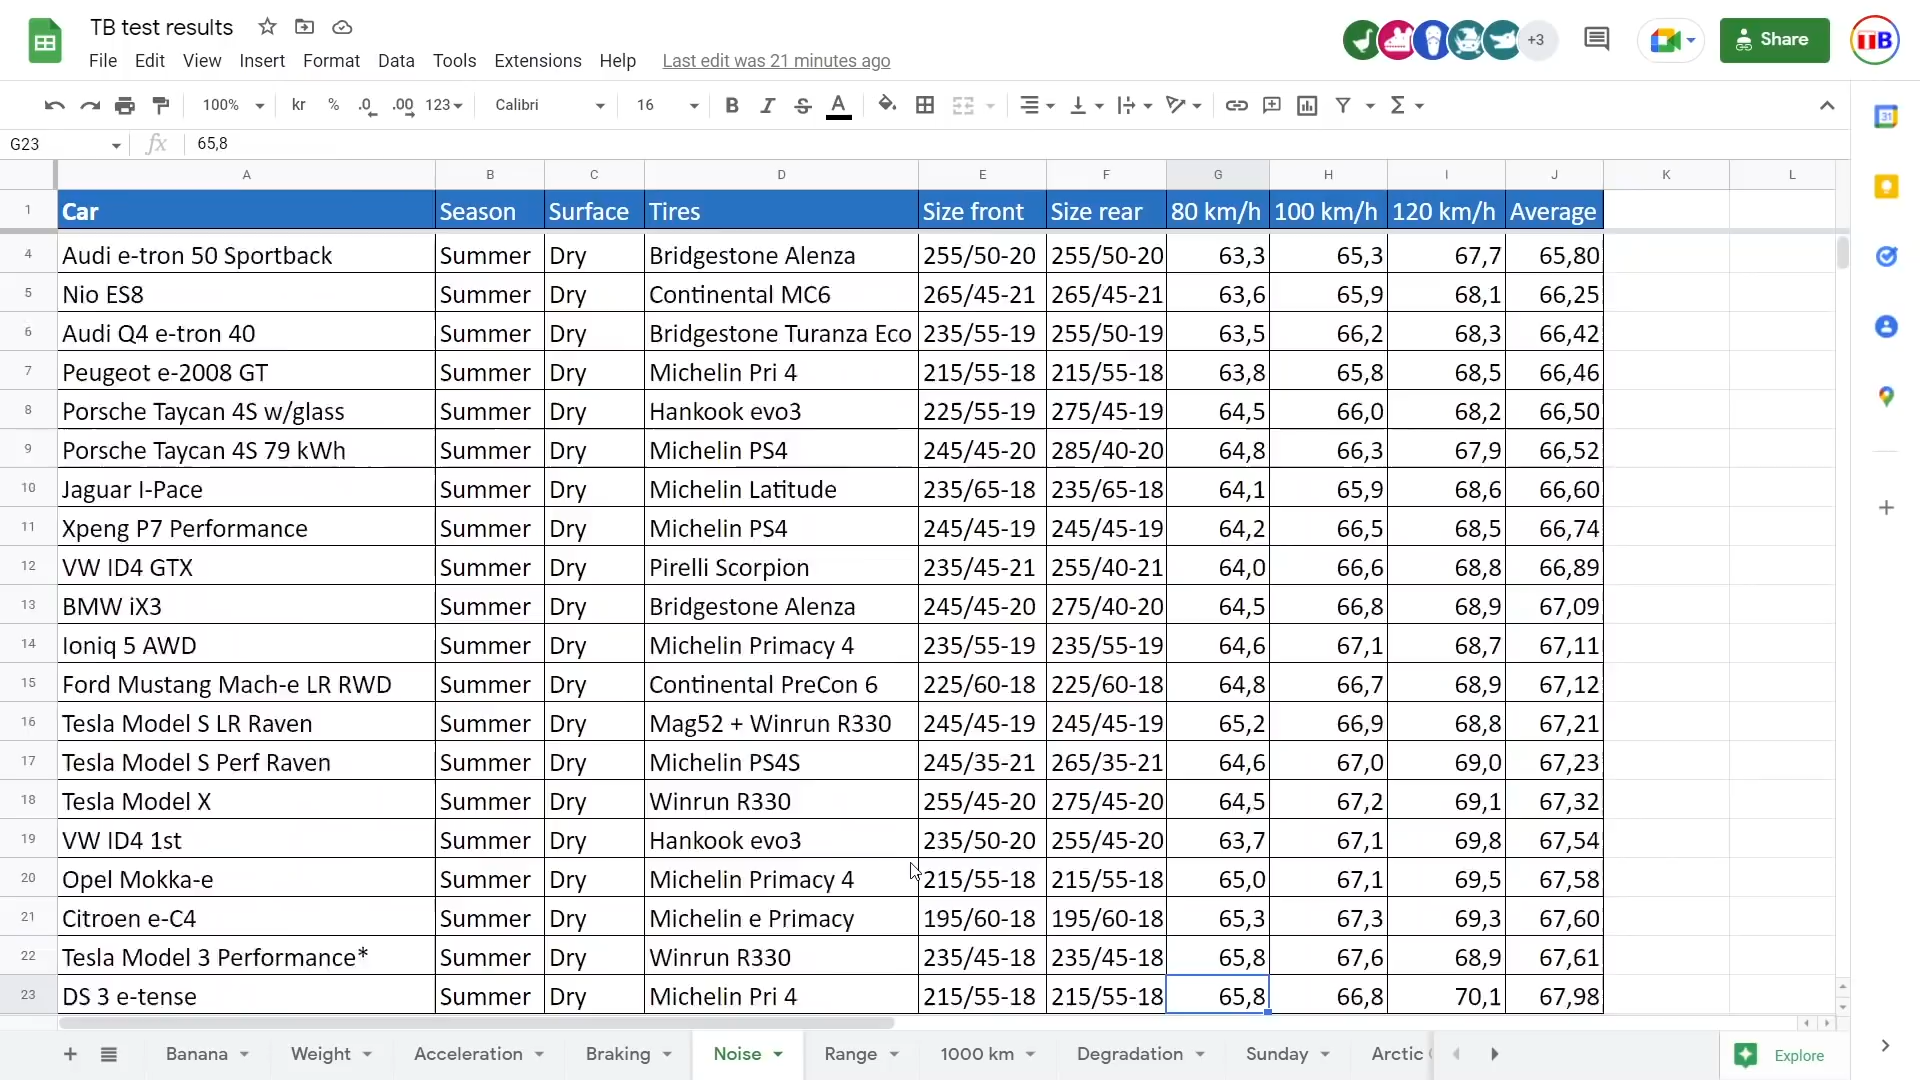 TB test results
+3
Share
TTB
File Edit View Insert Format Data Tools Extensions Help Last edit was 21 minutes ago
100% kr % .0 .00 123 Calibri 16 B I S A
G23 fx 65,8
A B C D E F G H I J K L
1 Car Season Surface Tires Size front Size rear 80 km/h 100 km/h 120 km/h Average
4 Audi e-tron 50 Sportback Summer Dry Bridgestone Alenza 255/50-20 255/50-20 63,3 65,3 67,7 65,80
5 Nio ES8 Summer Dry Continental MC6 265/45-21 265/45-21 63,6 65,9 68,1 66,25
6 Audi Q4 e-tron 40 Summer Dry Bridgestone Turanza Eco 235/55-19 255/50-19 63,5 66,2 68,3 66,42
7 Peugeot e-2008 GT Summer Dry Michelin Pri 4 215/55-18 215/55-18 63,8 65,8 68,5 66,46
8 Porsche Taycan 4S w/glass Summer Dry Hankook evo3 225/55-19 275/45-19 64,5 66,0 68,2 66,50
9 Porsche Taycan 4S 79 kWh Summer Dry Michelin PS4 245/45-20 285/40-20 64,8 66,3 67,9 66,52
10 Jaguar I-Pace Summer Dry Michelin Latitude 235/65-18 235/65-18 64,1 65,9 68,6 66,60
11 Xpeng P7 Performance Summer Dry Michelin PS4 245/45-19 245/45-19 64,2 66,5 68,5 66,74
12 VW ID4 GTX Summer Dry Pirelli Scorpion 235/45-21 255/40-21 64,0 66,6 68,8 66,89
13 BMW iX3 Summer Dry Bridgestone Alenza 245/45-20 275/40-20 64,5 66,8 68,9 67,09
14 Ioniq 5 AWD Summer Dry Michelin Primacy 4 235/55-19 235/55-19 64,6 67,1 68,7 67,11
15 Ford Mustang Mach-e LR RWD Summer Dry Continental PreCon 6 225/60-18 225/60-18 64,8 66,7 68,9 67,12
16 Tesla Model S LR Raven Summer Dry Mag52 + Winrun R330 245/45-19 245/45-19 65,2 66,9 68,8 67,21
17 Tesla Model S Perf Raven Summer Dry Michelin PS4S 245/35-21 265/35-21 64,6 67,0 69,0 67,23
18 Tesla Model X Summer Dry Winrun R330 255/45-20 275/45-20 64,5 67,2 69,1 67,32
19 VW ID4 1st Summer Dry Hankook evo3 235/50-20 255/45-20 63,7 67,1 69,8 67,54
20 Opel Mokka-e Summer Dry Michelin Primacy 4 215/55-18 215/55-18 65,0 67,1 69,5 67,58
21 Citroen e-C4 Summer Dry Michelin e Primacy 195/60-18 195/60-18 65,3 67,3 69,3 67,60
22 Tesla Model 3 Performance* Summer Dry Winrun R330 235/45-18 235/45-18 65,8 67,6 68,9 67,61
23 DS 3 e-tense Summer Dry Michelin Pri 4 215/55-18 215/55-18 65,8 66,8 70,1 67,98
Banana Weight Acceleration Braking Noise Range 1000 km Degradation Sunday Arctic Explore